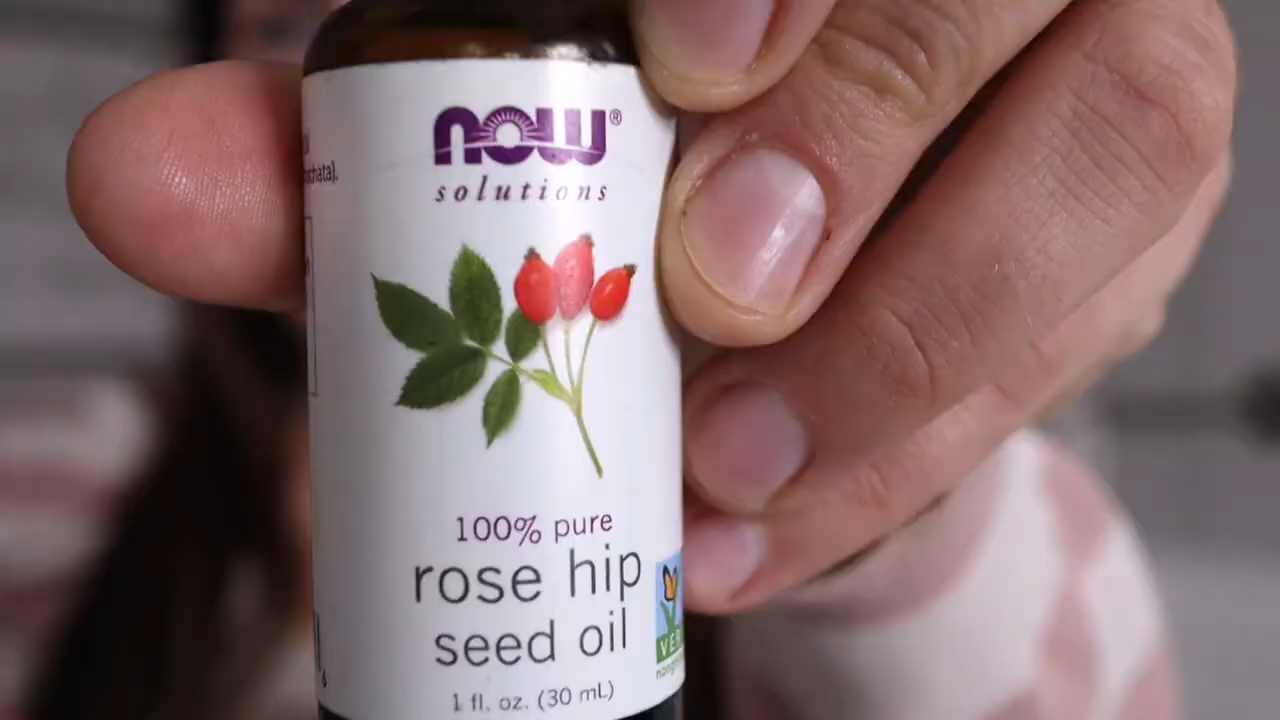 now®
solutions
100% pure
rose hip
seed oil
1 fl. oz. (30 mL)